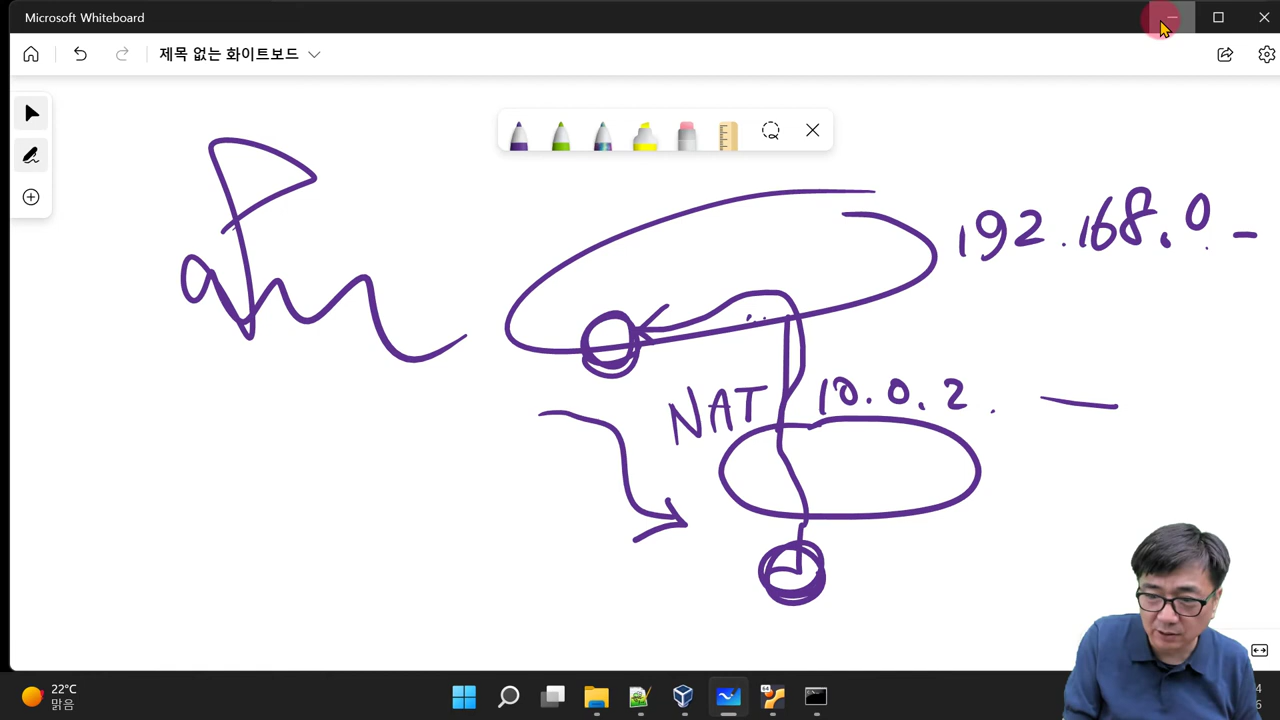 Microsoft Whiteboard
제목 없는 화이트보드
192.168.0.
NAT 10.0.2.
22°C
맑음